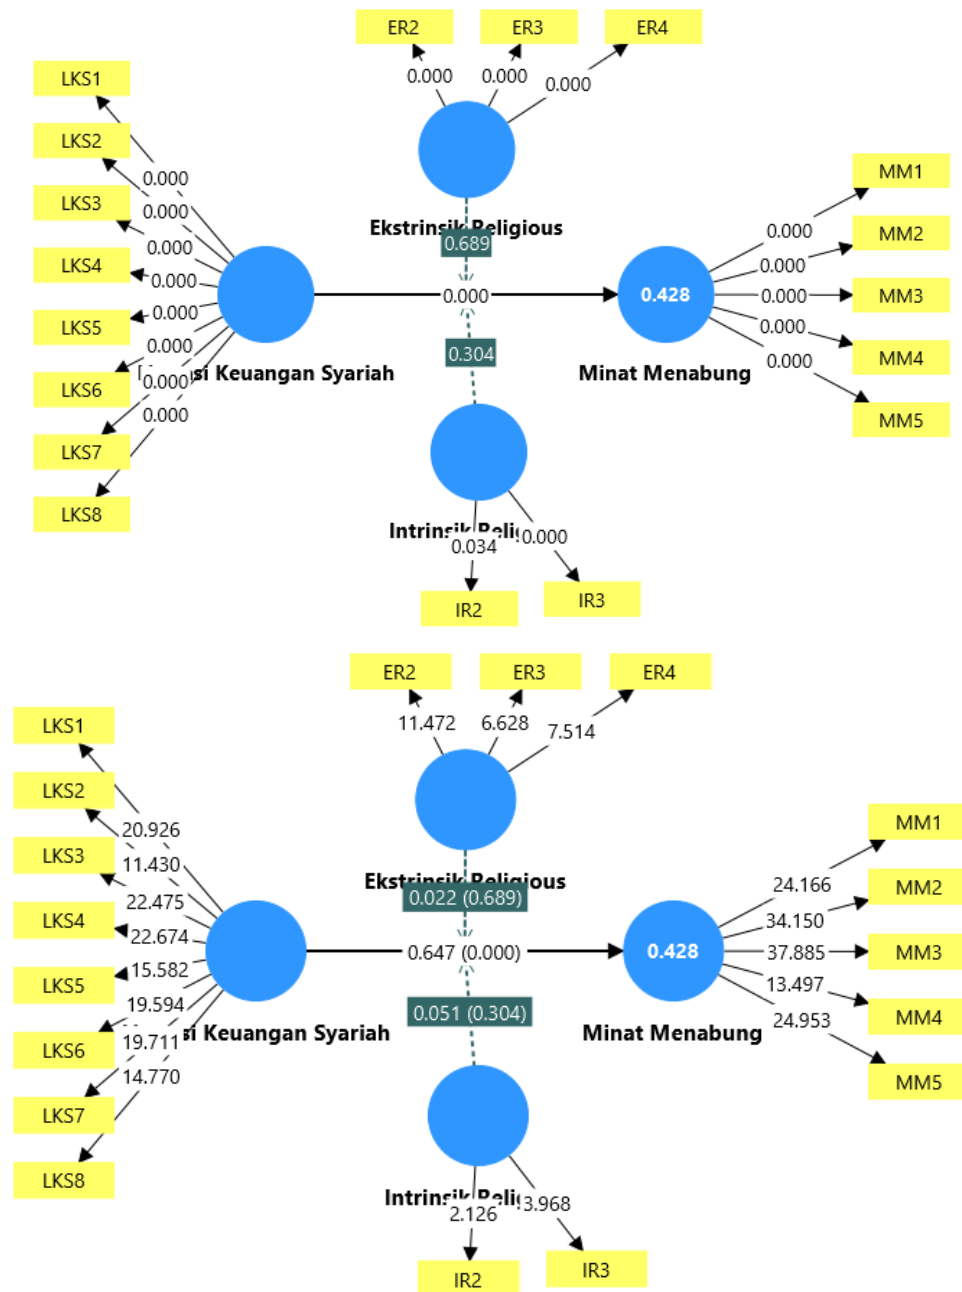 ER2
ER3
ER4
0.000
0.000
0.000
LKS1
LKS2
LKS3
LKS4
LKS5
LKS6
LKS7
LKS8
0.000
0.000
0.000
0.000
0.000
0.000
0.000
0.000
Ekstrinsik Religious
0.689
0.000
0.304
0.428
Keuangan Syariah
Minat Menabung
MM1
MM2
MM3
MM4
MM5
0.000
0.000
0.000
0.000
0.000
Intrinsik
0.034
0.000
IR2
IR3
ER2
ER3
ER4
11.472
6.628
7.514
LKS1
LKS2
LKS3
LKS4
LKS5
LKS6
LKS7
LKS8
20.926
11.430
22.475
22.674
15.582
19.594
19.711
14.770
Ekstrinsik Religious
0.022 (0.689)
0.647 (0.000)
0.051 (0.304)
0.428
Keuangan Syariah
Minat Menabung
MM1
MM2
MM3
MM4
MM5
24.166
34.150
37.885
13.497
24.953
Intrinsik
2.126
3.968
IR2
IR3